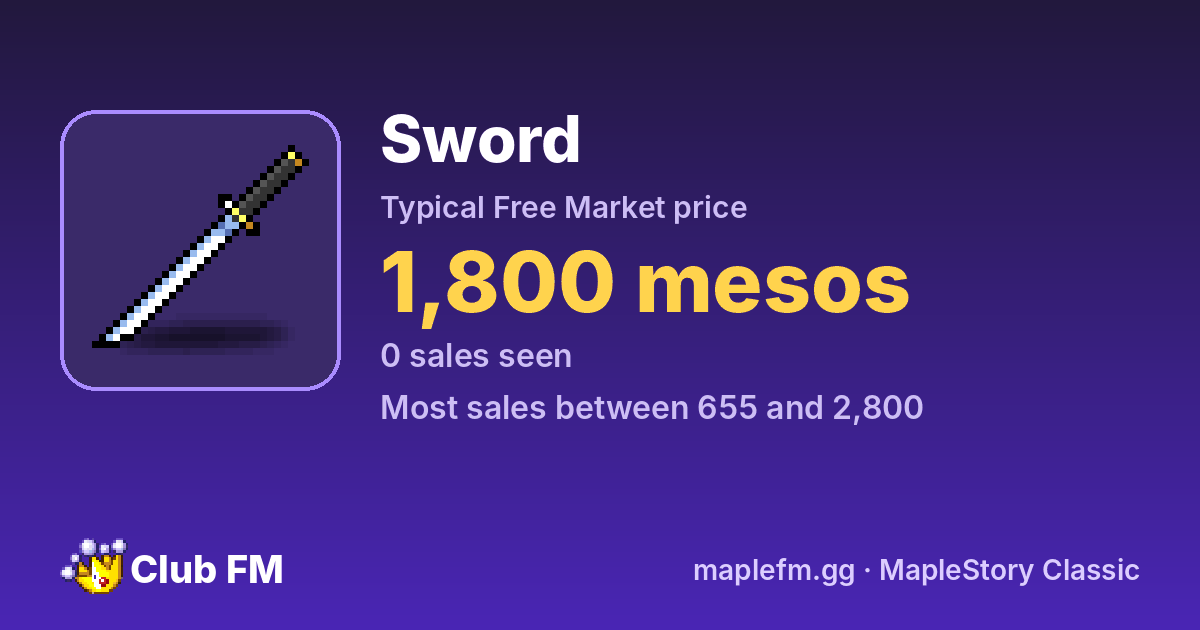 Sword
Typical Free Market price
1,800 mesos
0 sales seen
Most sales between 655 and 2,800
Club FM
maplefm.gg · MapleStory Classic